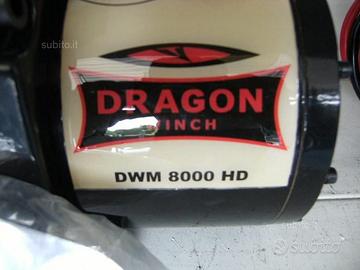 subito.it
DRAGON
WINCH
DWM 8000 HD
subito